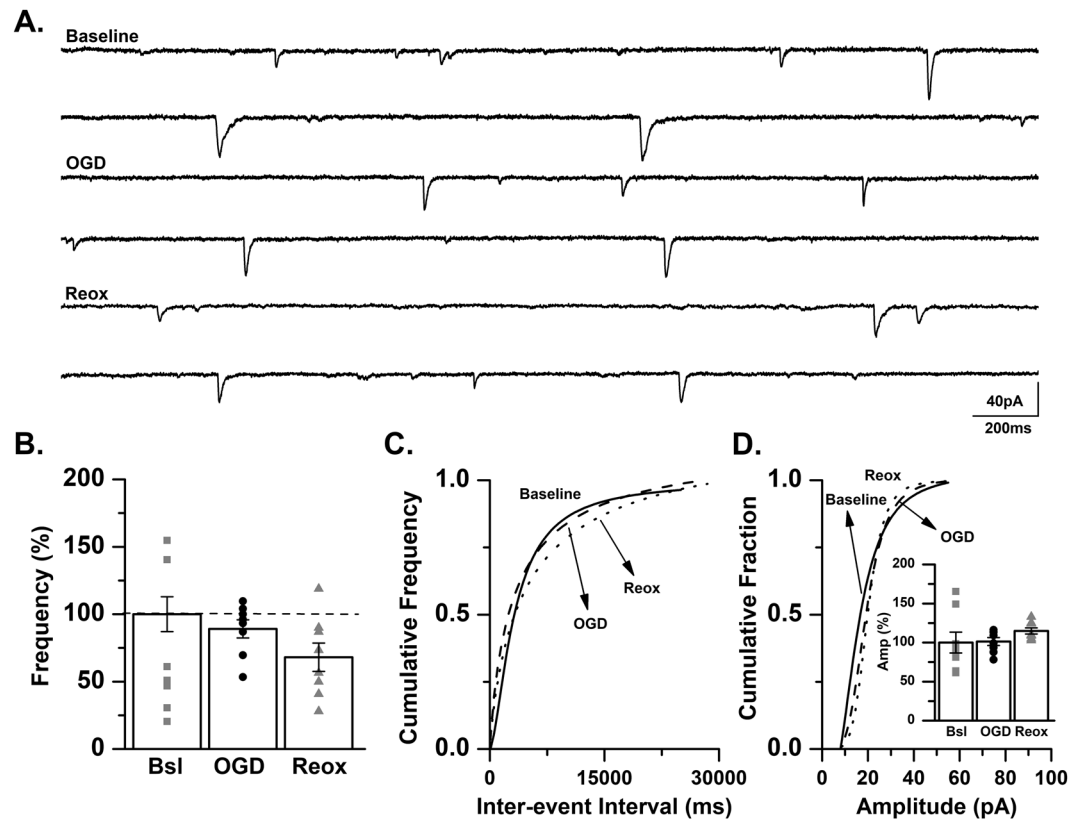 A.
Baseline
OGD
Reox
40pA
200ms
B.
Frequency (%)
200
150
100
50
0
Bsl OGD Reox
C.
Cumulative Frequency
1.0
0.5
0.0
Baseline
Reox
OGD
0 15000 30000
Inter-event Interval (ms)
D.
Cumulative Fraction
1.0
0.5
0.0
Reox
Baseline
OGD
Amp (%)
200
150
100
50
0
Bsl OGD Reox
0 20 40 60 80 100
Amplitude (pA)